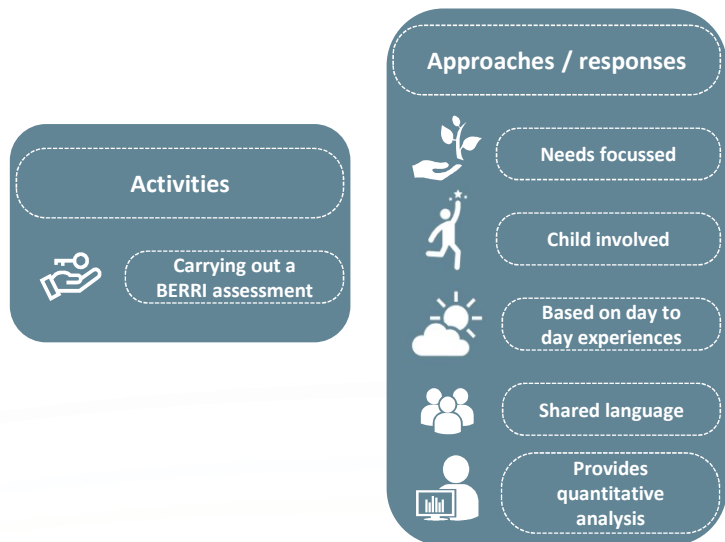 Activities
Carrying out a
BERRI assessment
Approaches / responses
Needs focussed
Child involved
Based on day to
day experiences
Shared language
Provides
quantitative
analysis